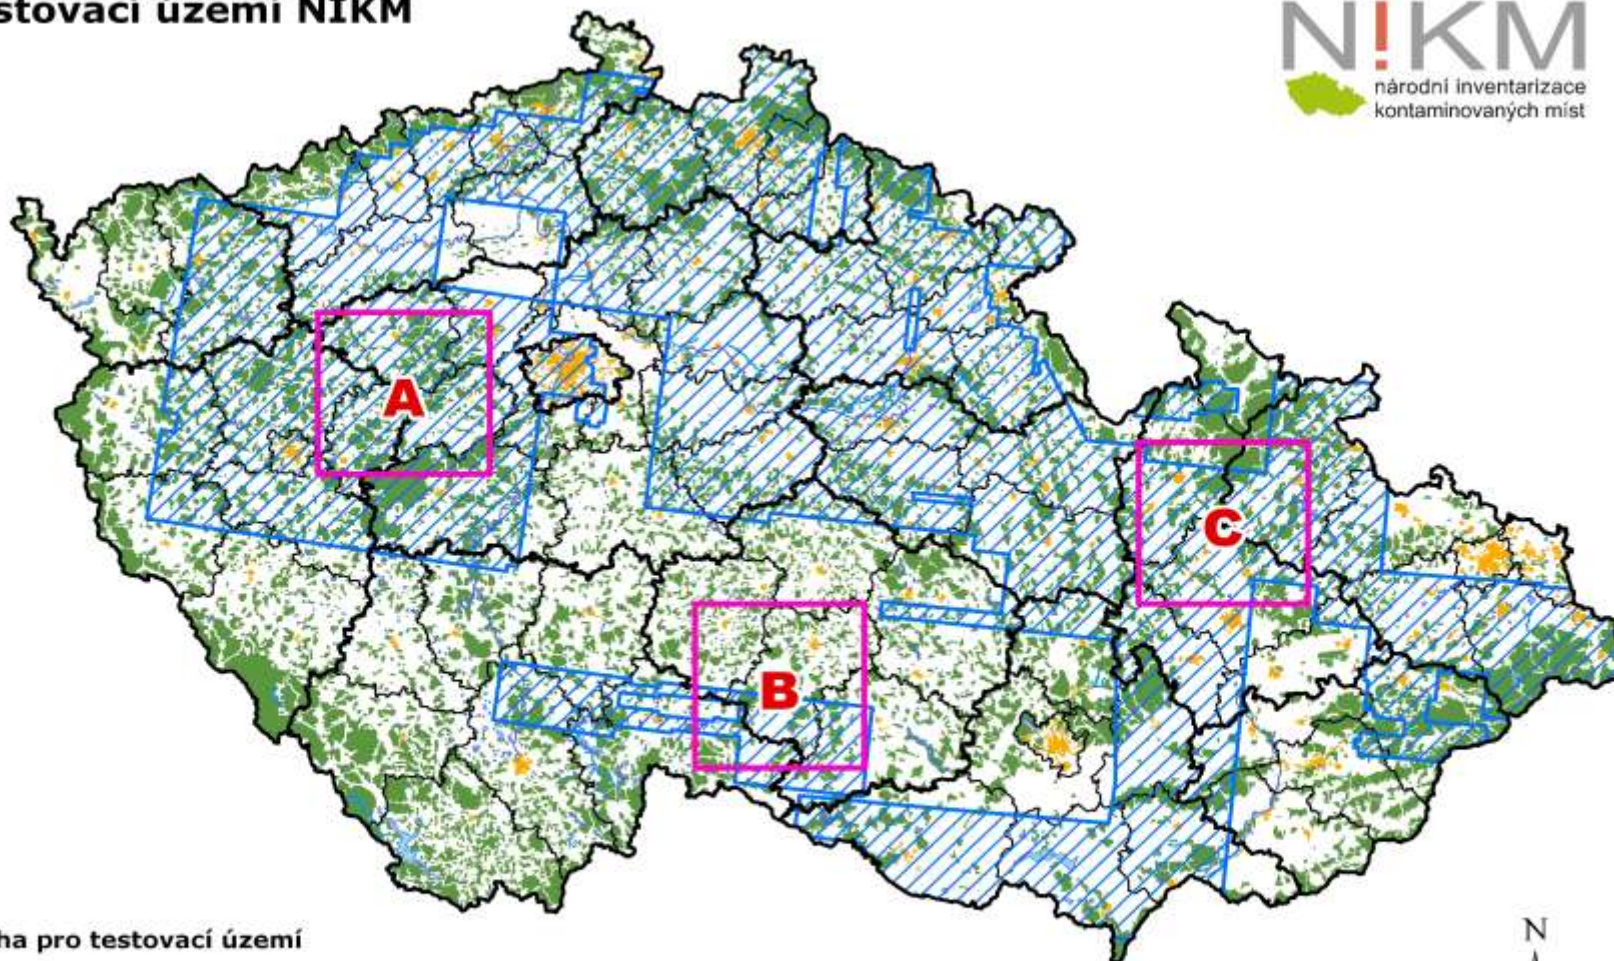 stovací území NIKM
N!KM
národní inventarizace
kontaminovaných míst
A
C
B
ha pro testovací území
N